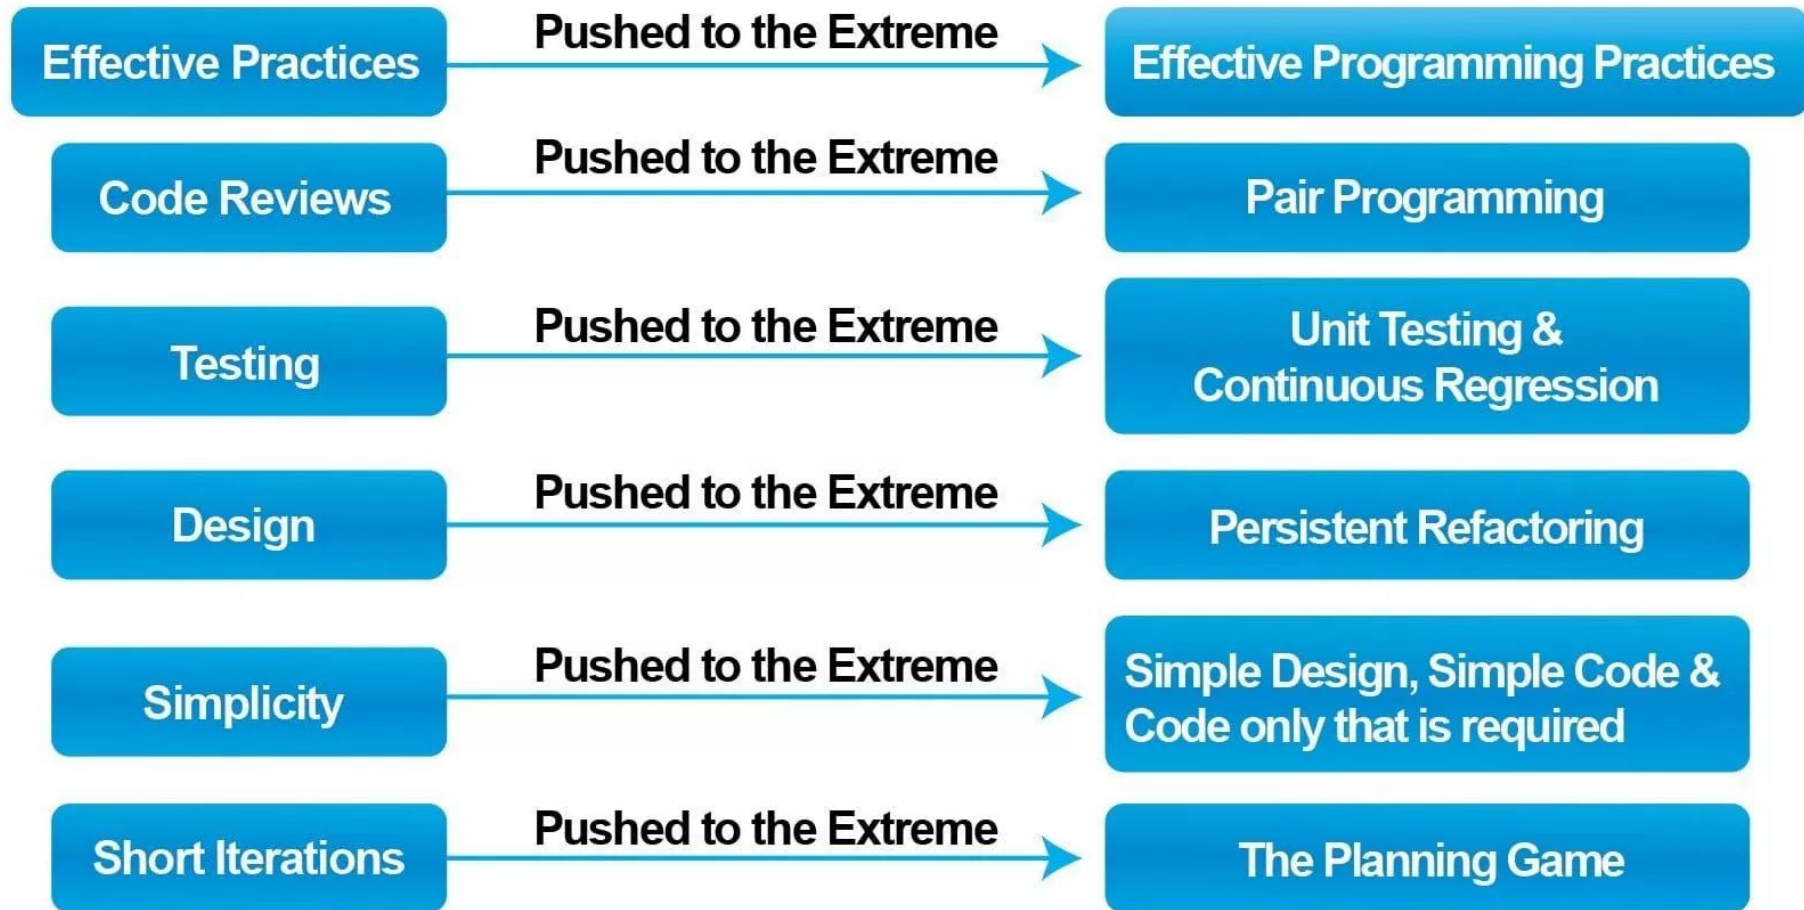 Effective Practices
Pushed to the Extreme
Effective Programming Practices
Code Reviews
Pushed to the Extreme
Pair Programming
Testing
Pushed to the Extreme
Unit Testing &
Continuous Regression
Design
Pushed to the Extreme
Persistent Refactoring
Simplicity
Pushed to the Extreme
Simple Design, Simple Code &
Code only that is required
Short Iterations
Pushed to the Extreme
The Planning Game